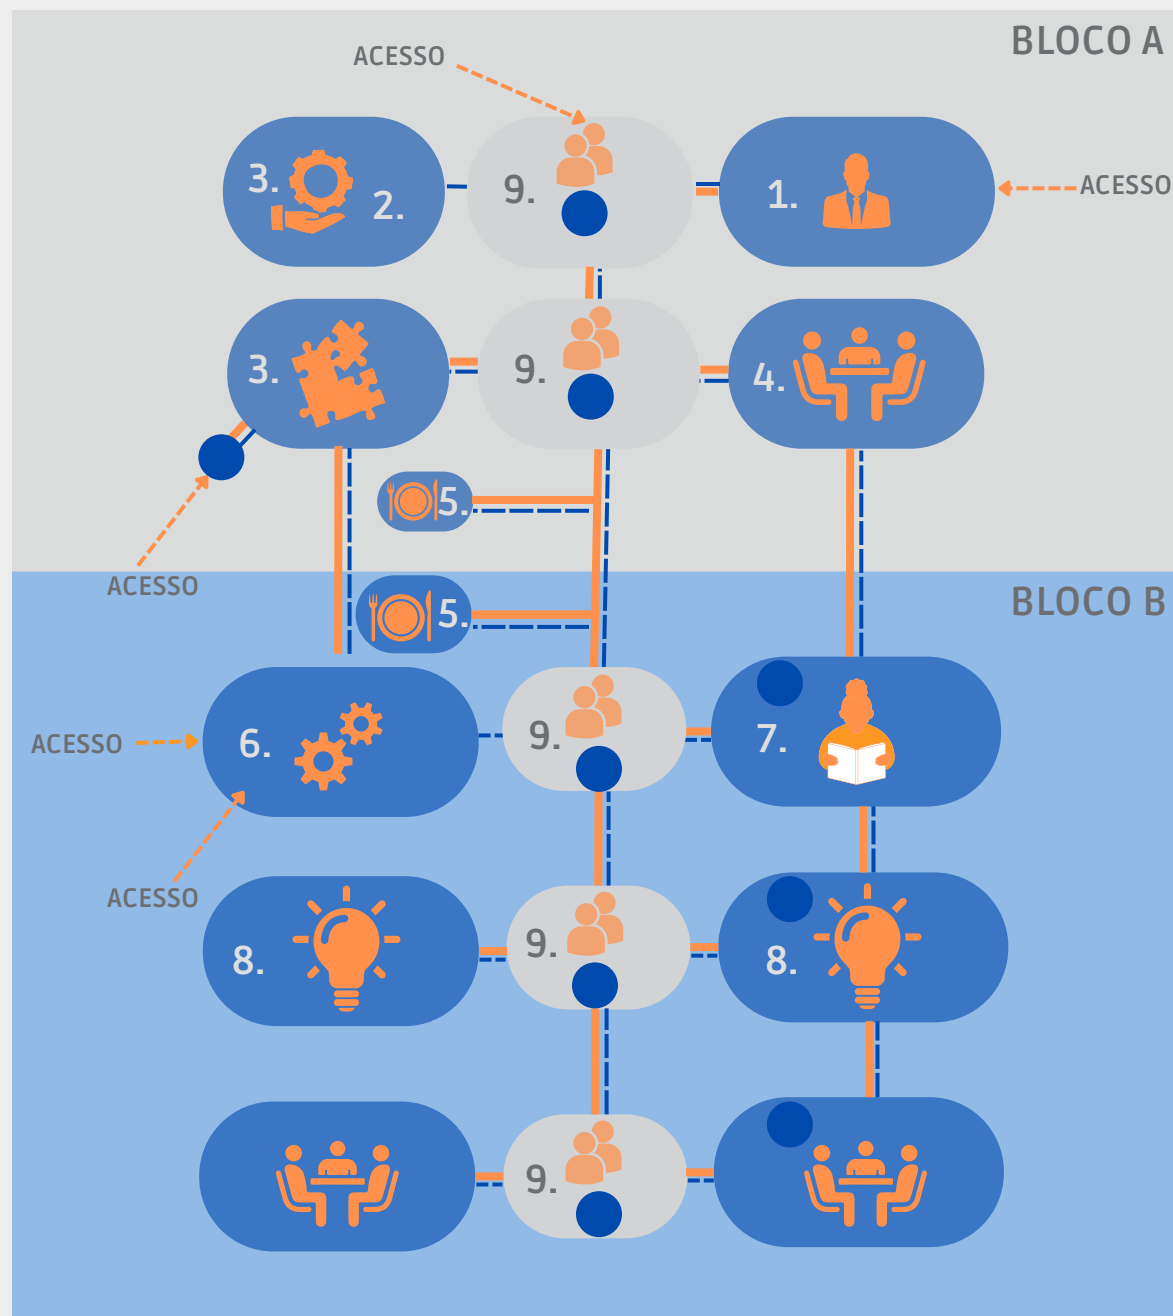 BLOCO A
ACESSO
3.
2.
9.
1.
ACESSO
3.
9.
4.
5.
ACESSO
BLOCO B
5.
ACESSO
6.
9.
7.
ACESSO
8.
9.
8.
9.